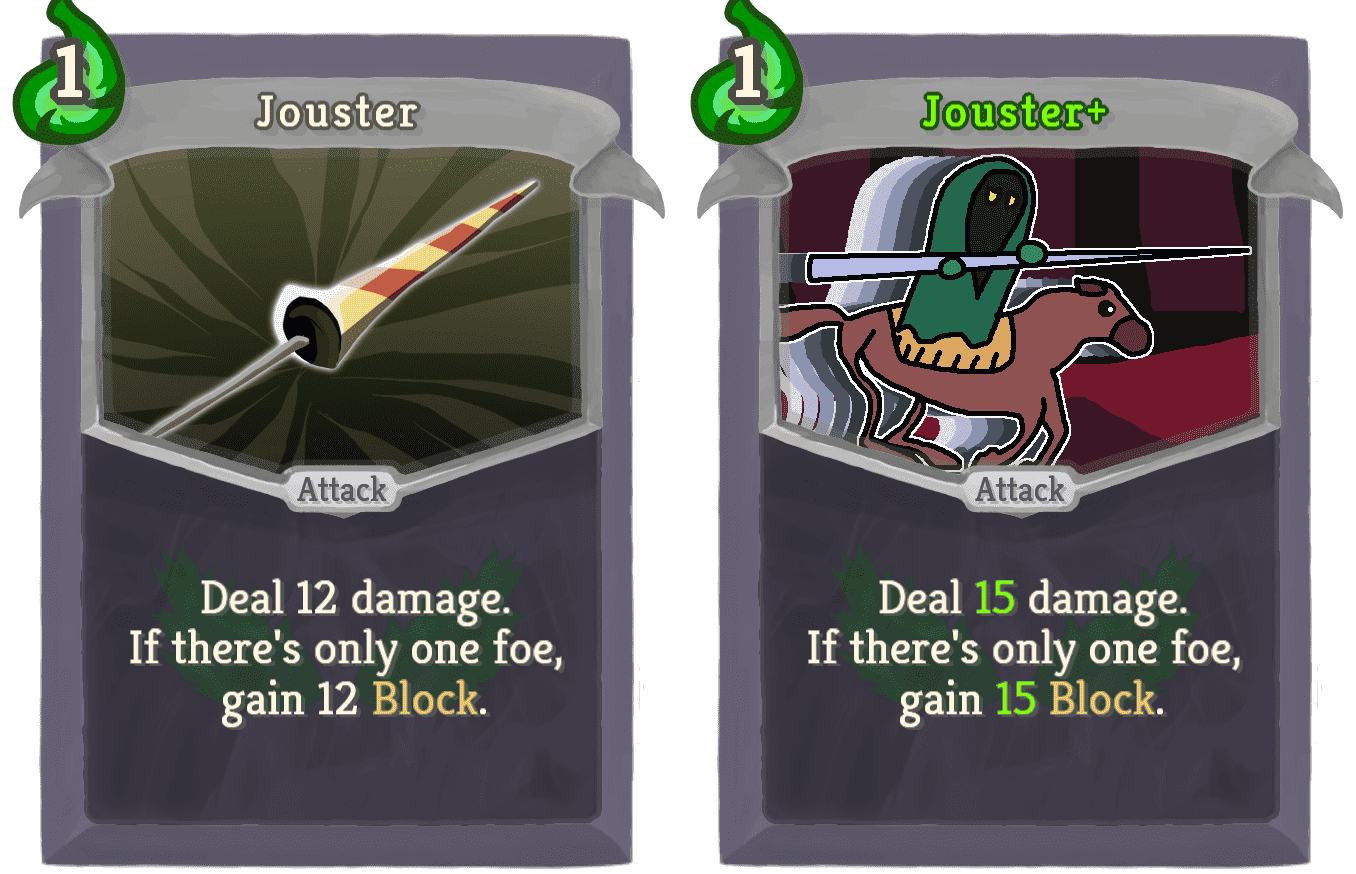 1
Jouster
Attack
Deal 12 damage.
If there's only one foe,
gain 12 Block.
1
Jouster+
Attack
Deal 15 damage.
If there's only one foe,
gain 15 Block.